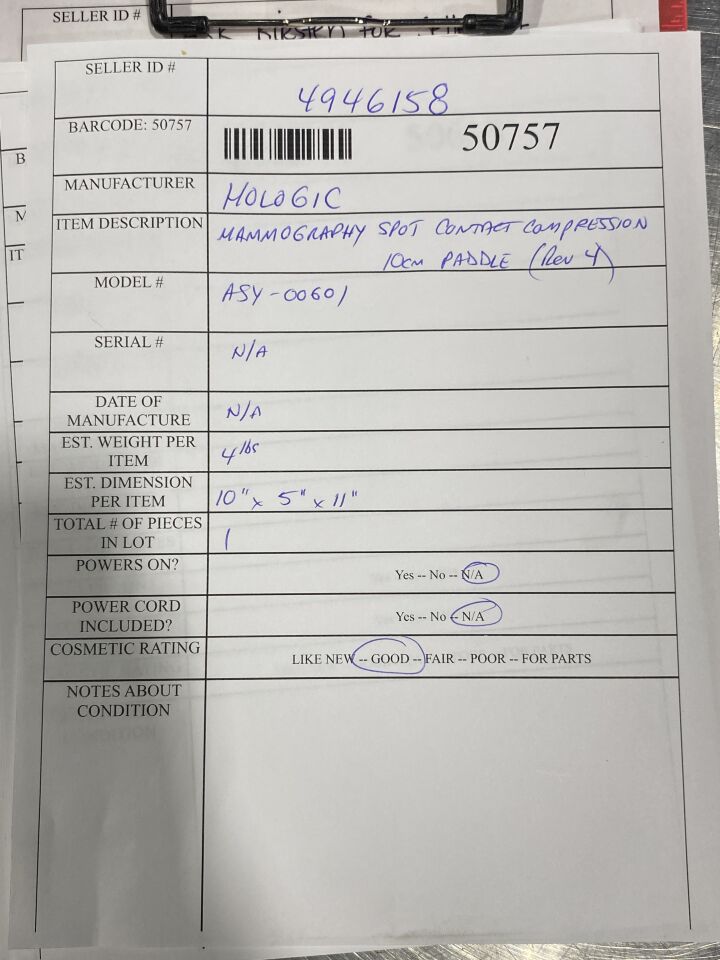 SELLER ID #
SELLER ID #
4946158
BARCODE: 50757
50757
MANUFACTURER
HOLOGIC
ITEM DESCRIPTION
MAMMOGRAPHY SPOT CONTACT COMPRESSION
10cm PADDLE (Rev 4)
MODEL #
ASY-00601
SERIAL #
N/A
DATE OF
MANUFACTURE
N/A
EST. WEIGHT PER
ITEM
4 lbs
EST. DIMENSION
PER ITEM
10" x 5" x 11"
TOTAL # OF PIECES
IN LOT
1
POWERS ON?
Yes -- No -- N/A
POWER CORD
INCLUDED?
Yes -- No -- N/A
COSMETIC RATING
LIKE NEW -- GOOD -- FAIR -- POOR -- FOR PARTS
NOTES ABOUT
CONDITION